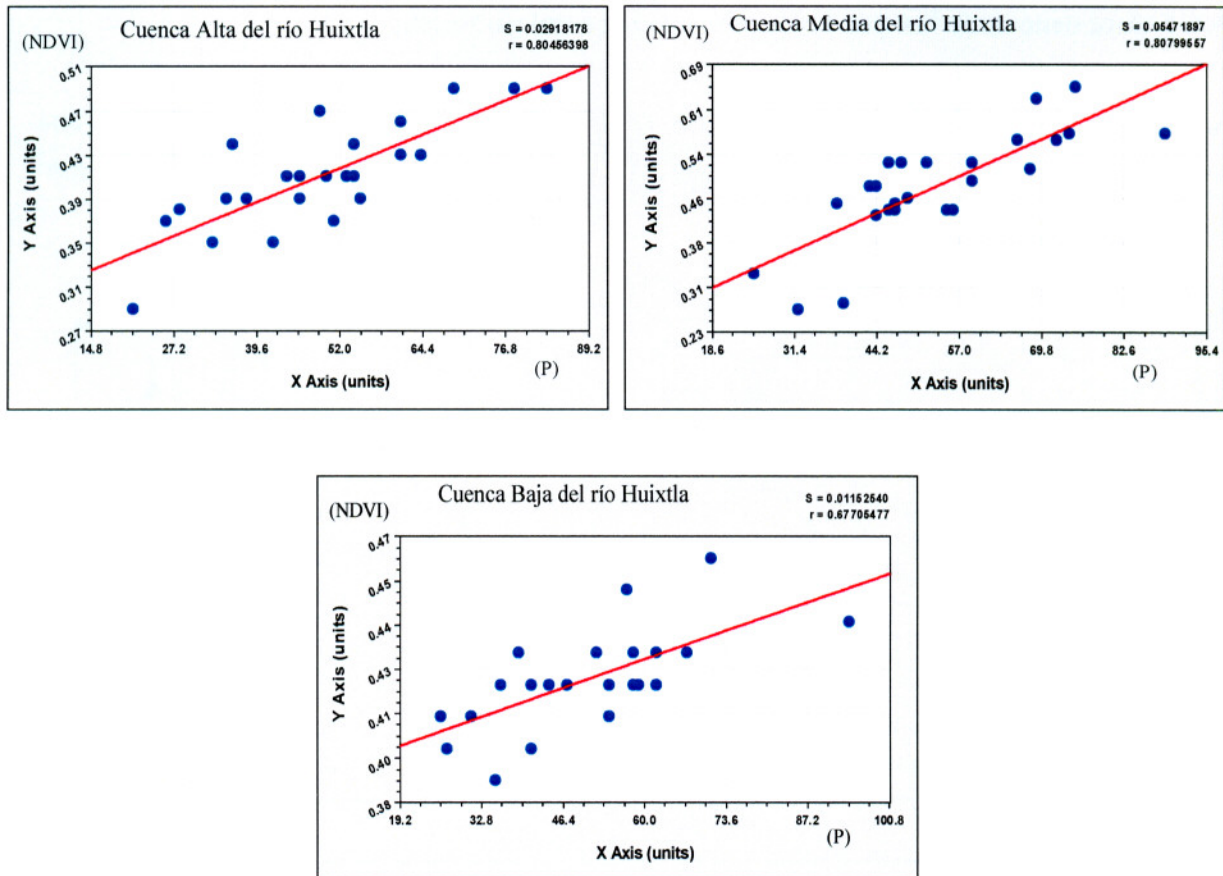 (NDVI) Cuenca Alta del río Huixtla
S = 0.02918178
r = 0.80456398
Y Axis (units)
0.51
0.47
0.43
0.39
0.35
0.31
0.27
14.8 27.2 39.6 52.0 64.4 76.8 89.2
X Axis (units) (P)
(NDVI) Cuenca Media del río Huixtla
S = 0.05471897
r = 0.80799557
Y Axis (units)
0.69
0.61
0.54
0.46
0.38
0.31
0.23
18.6 31.4 44.2 57.0 69.8 82.6 96.4
X Axis (units) (P)
(NDVI) Cuenca Baja del río Huixtla
S = 0.01152540
r = 0.67705477
Y Axis (units)
0.47
0.45
0.44
0.43
0.41
0.40
0.38
19.2 32.8 46.4 60.0 73.6 87.2 100.8
X Axis (units) (P)